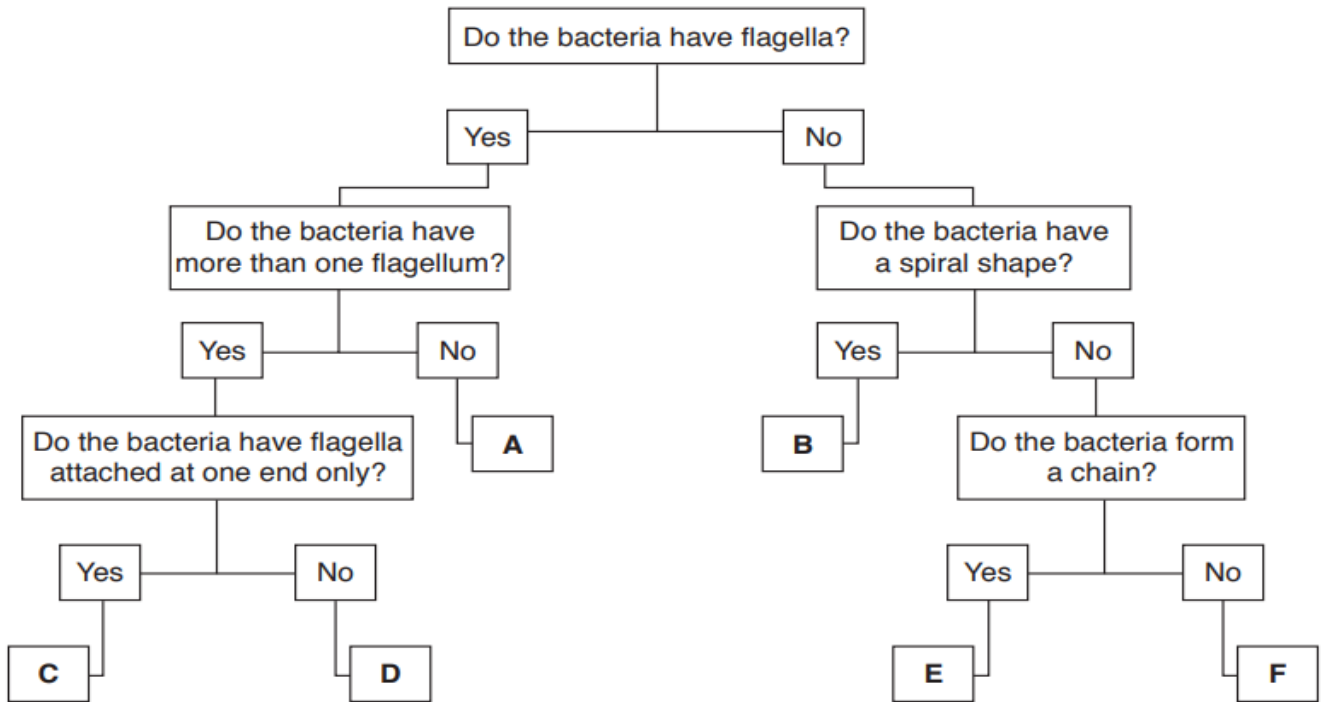 Do the bacteria have flagella?
Yes
No
Do the bacteria have
more than one flagellum?
Do the bacteria have
a spiral shape?
Yes
No
Yes
No
Do the bacteria have flagella
attached at one end only?
A
B
Do the bacteria form
a chain?
Yes
No
Yes
No
C
D
E
F